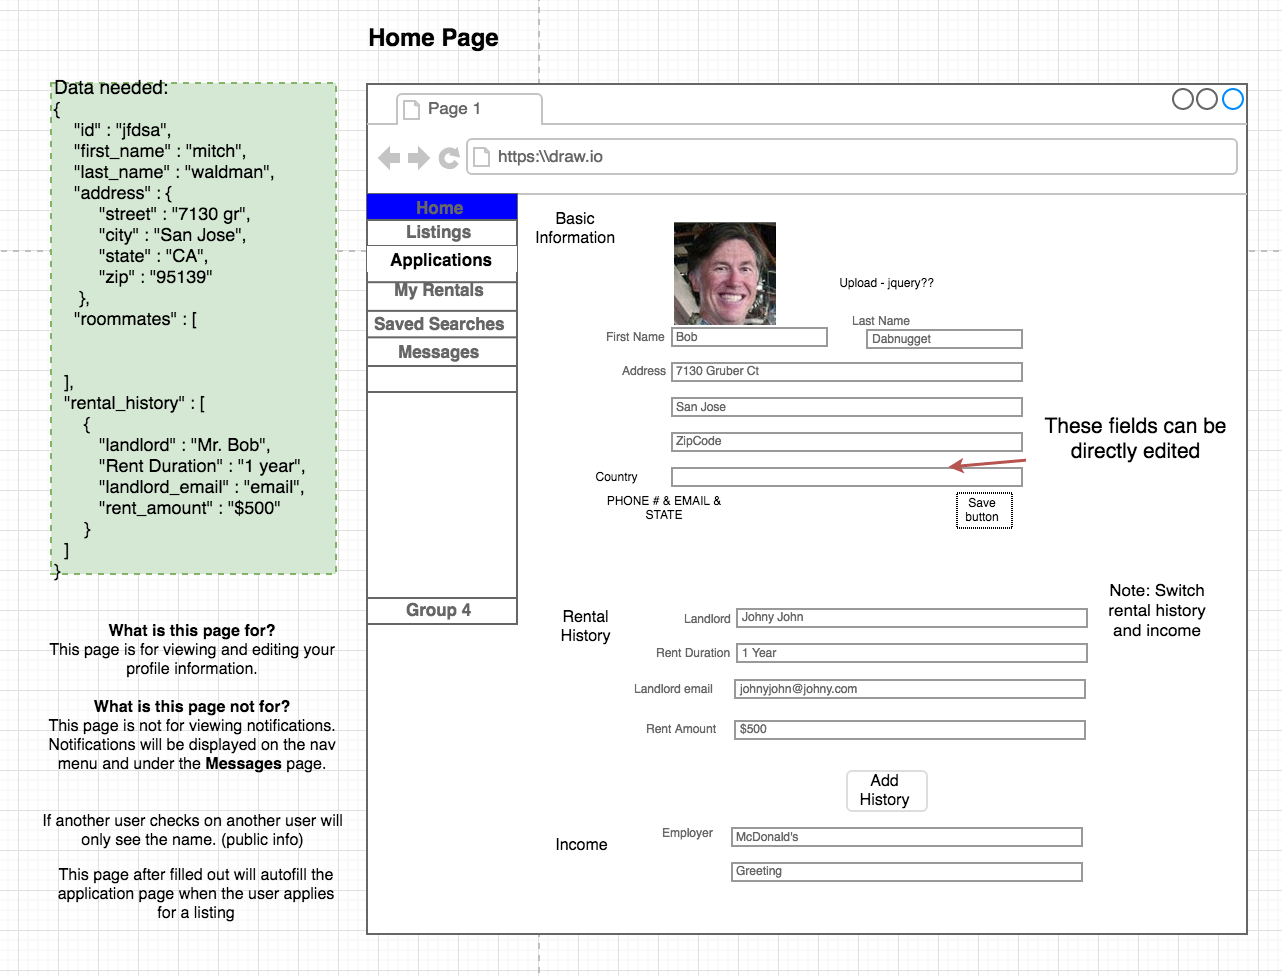 Home Page
Data needed:
{
"id" : "jfdsa",
"first_name" : "mitch",
"last_name" : "waldman",
"address" : {
"street" : "7130 gr",
"city" : "San Jose",
"state" : "CA",
"zip" : "95139"
},
"roommates" : [
],
"rental_history" : [
{
"landlord" : "Mr. Bob",
"Rent Duration" : "1 year",
"landlord_email" : "email",
"rent_amount" : "$500"
}
]
}
What is this page for?
This page is for viewing and editing your
profile information.
What is this page not for?
This page is not for viewing notifications.
Notifications will be displayed on the nav
menu and under the Messages page.
If another user checks on another user will
only see the name. (public info)
This page after filled out will autofill the
application page when the user applies
for a listing
Page 1
https:\\draw.io
Home
Listings
Applications
My Rentals
Saved Searches
Messages
Group 4
Basic
Information
Upload - jquery??
First Name
Bob
Last Name
Dabnugget
Address
7130 Gruber Ct
San Jose
ZipCode
Country
PHONE # & EMAIL &
STATE
Save
button
These fields can be
directly edited
Note: Switch
rental history
and income
Rental
History
Landlord
Johny John
Rent Duration
1 Year
Landlord email
johnyjohn@johny.com
Rent Amount
$500
Add
History
Income
Employer
McDonald's
Greeting